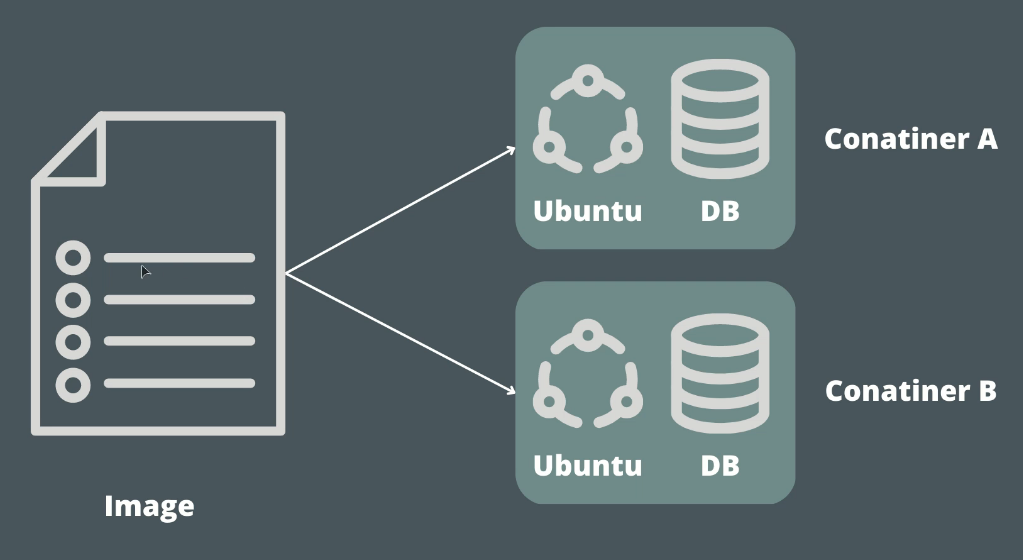 Ubuntu
DB
Conatiner A
Ubuntu
DB
Conatiner B
Image